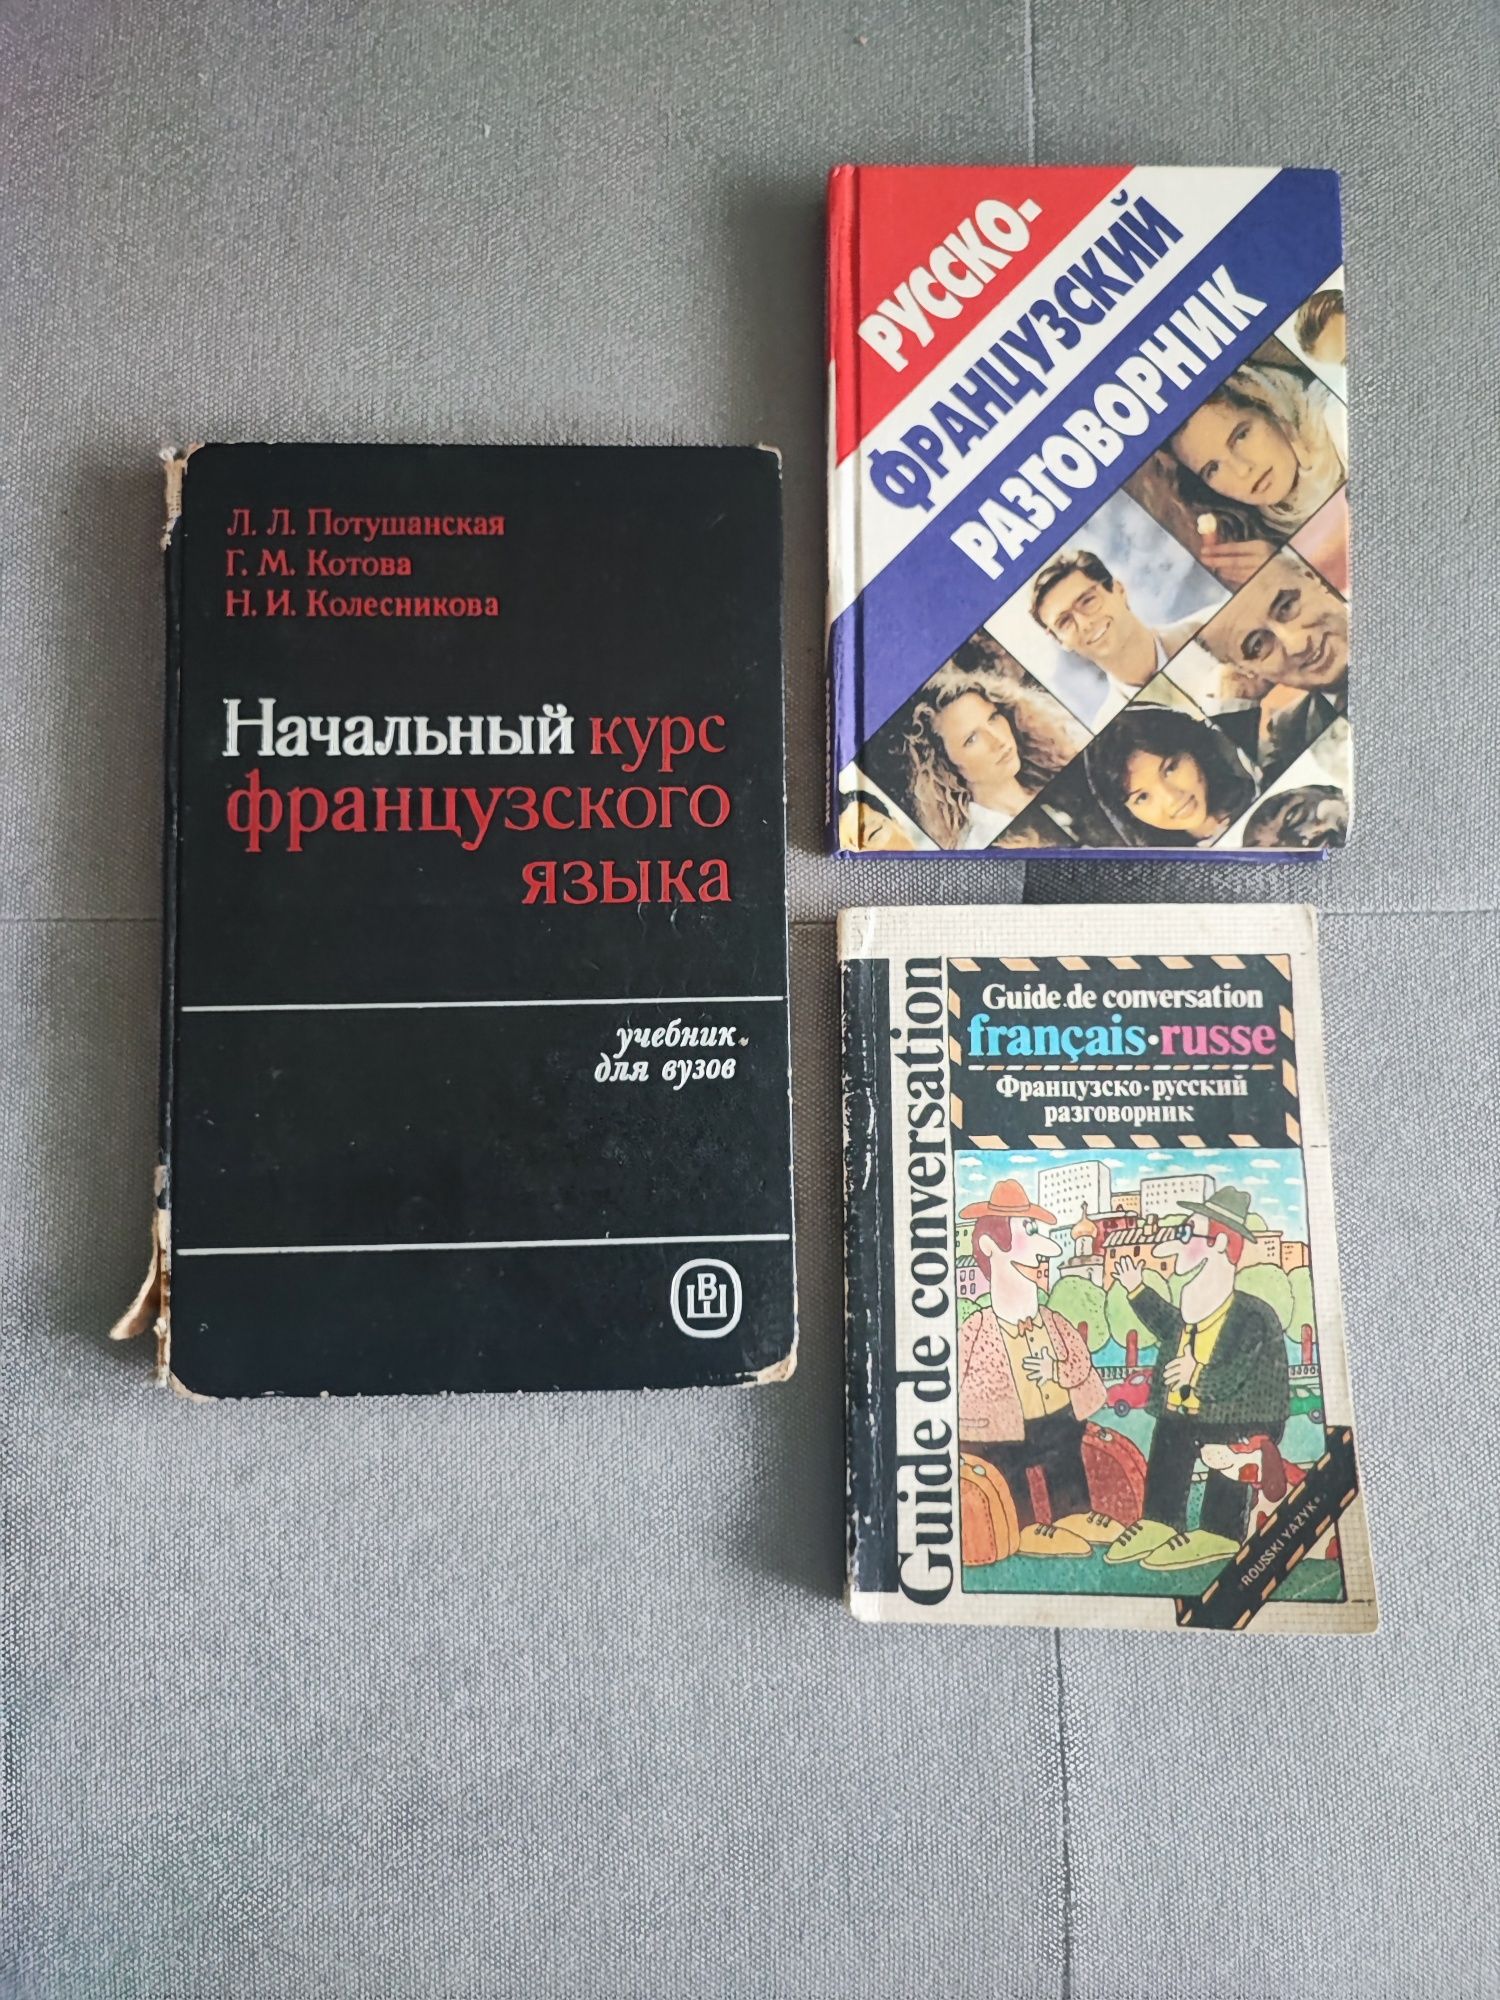 Л. Л. Потушанская
Г. М. Котова
Н. И. Колесникова
Начальный курс
французского
языка
учебник
для вузов
ВШ
РУССКО-
ФРАНЦУЗСКИЙ
РАЗГОВОРНИК
Guide de conversation
Guide de conversation
français·russe
Французско·русский
разговорник
«ROUSSKI YAZYK»